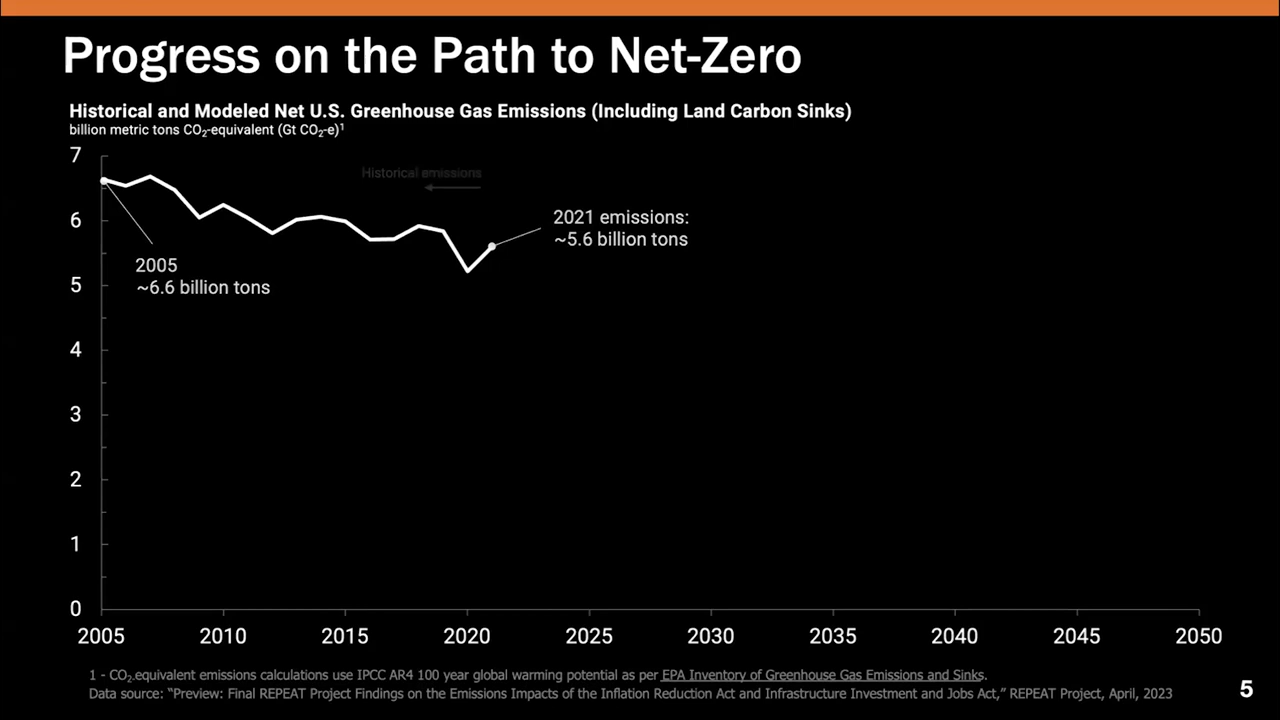 Progress on the Path to Net-Zero
Historical and Modeled Net U.S. Greenhouse Gas Emissions (Including Land Carbon Sinks)
billion metric tons CO₂-equivalent (Gt CO₂-e)¹
7
6
5
4
3
2
1
0
Historical emissions
2021 emissions:
~5.6 billion tons
2005
~6.6 billion tons
2005 2010 2015 2020 2025 2030 2035 2040 2045 2050
1 - CO₂.equivalent emissions calculations use IPCC AR4 100 year global warming potential as per EPA Inventory of Greenhouse Gas Emissions and Sinks.
Data source: “Preview: Final REPEAT Project Findings on the Emissions Impacts of the Inflation Reduction Act and Infrastructure Investment and Jobs Act,” REPEAT Project, April, 2023
5